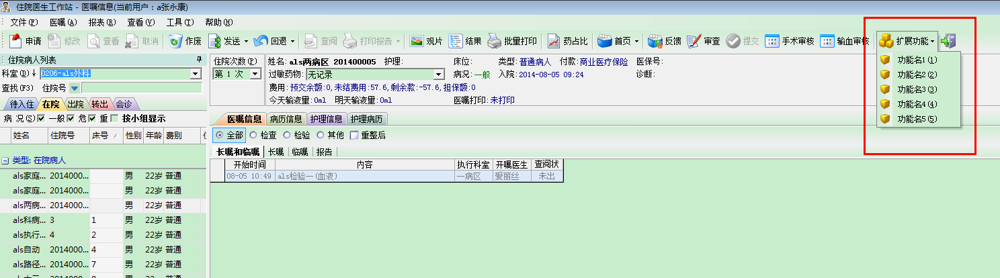 住院医生工作站 - 医嘱信息(当前用户：a张永康)
文件(F) 医嘱(A) 报表(R) 查看(V) 工具(T) 帮助(H)
申请 修改 查看 取消 作废 发送 回退 查阅 打印报告 观片 结果 批量打印 药占比 首页 反馈 审查 提交 手术审核 输血审核 扩展功能
功能名1 (1)
功能名2 (2)
功能名3 (3)
功能名4 (4)
功能名5 (5)
住院病人列表
科室(D)↓ 0206-als外科
查找(F3) 住院号
待入住 在院 出院 转出 会诊
病 况(S) 一般 危 重 按小组显示
姓名 住院号 床号 性别 年龄 费别
类型: 在院病人
als家庭... 2014000... 男 22岁 普通
als家庭... 2014000... 男 22岁 普通
als两病... 2014000... 男 22岁 普通
als科病... 3 1 男 22岁 普通
als执行... 4 2 男 22岁 普通
als自动 2014000... 4 男 22岁 普通
als路径... 2014000... 7 男 22岁 普通
住院次数(P)
第 1 次
姓名: als两病区 201400005 护理: 床位: 类型: 普通病人 付款: 商业医疗保险 医保号:
过敏药物: 无记录 病况: 一般 入院: 2014-08-05 09:24 诊断:
费用: 预交余额:0,未结费用:57.6,剩余款:-57.6,担保额:0
今天输液量:0ml 明天输液量:0ml 医嘱打印: 未打印
医嘱信息 病历信息 护理信息 护理病历
全部 检查 检验 其他 重整后
长嘱和临嘱 长嘱 临嘱 报告
开始时间 内容 执行科室 开嘱医生 查阅状
08-05 10:49 als检验一(血液) 一病区 爱丽丝 未出